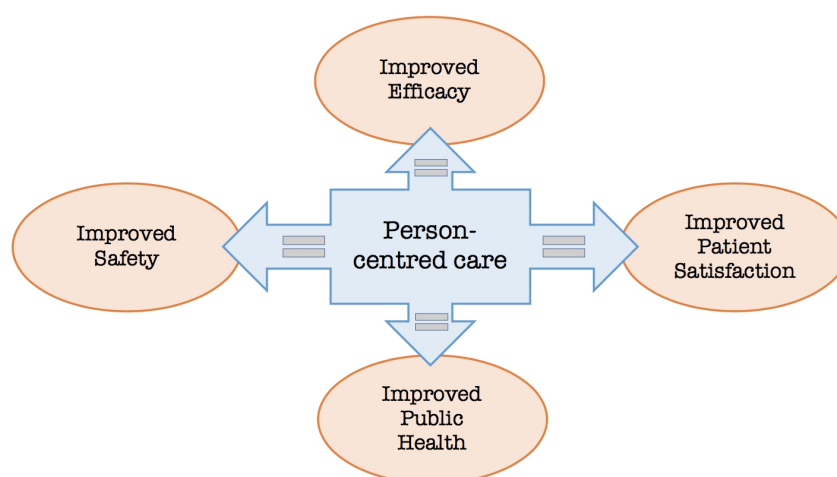 Improved
Efficacy
Improved
Safety
Person-
centred care
Improved
Patient
Satisfaction
Improved
Public
Health